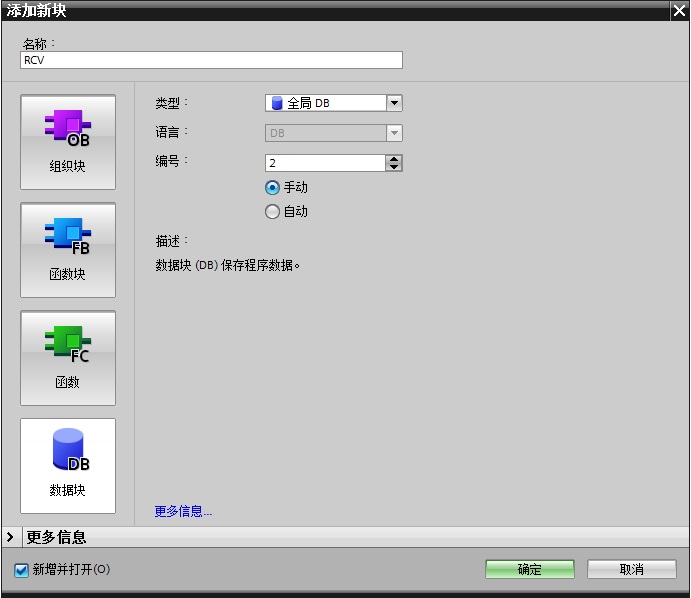 添加新块
名称：
RCV
OB
组织块
FB
函数块
FC
函数
DB
数据块
类型：
全局 DB
语言：
DB
编号：
2
手动
自动
描述：
数据块 (DB) 保存程序数据。
更多信息...
更多信息
新增并打开(O)
确定
取消